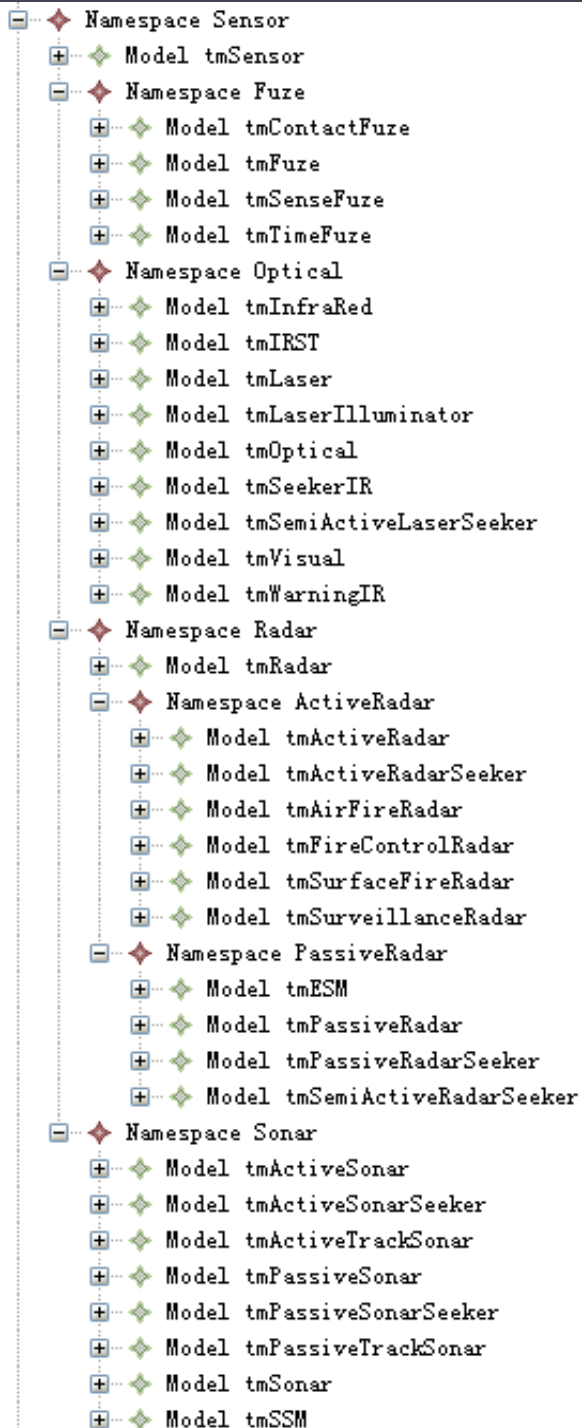 Namespace Sensor
Model tmSensor
Namespace Fuze
Model tmContactFuze
Model tmFuze
Model tmSenseFuze
Model tmTimeFuze
Namespace Optical
Model tmInfraRed
Model tmIRST
Model tmLaser
Model tmLaserIlluminator
Model tmOptical
Model tmSeekerIR
Model tmSemiActiveLaserSeeker
Model tmVisual
Model tmWarningIR
Namespace Radar
Model tmRadar
Namespace ActiveRadar
Model tmActiveRadar
Model tmActiveRadarSeeker
Model tmAirFireRadar
Model tmFireControlRadar
Model tmSurfaceFireRadar
Model tmSurveillanceRadar
Namespace PassiveRadar
Model tmESM
Model tmPassiveRadar
Model tmPassiveRadarSeeker
Model tmSemiActiveRadarSeeker
Namespace Sonar
Model tmActiveSonar
Model tmActiveSonarSeeker
Model tmActiveTrackSonar
Model tmPassiveSonar
Model tmPassiveSonarSeeker
Model tmPassiveTrackSonar
Model tmSonar
Model tmSSM